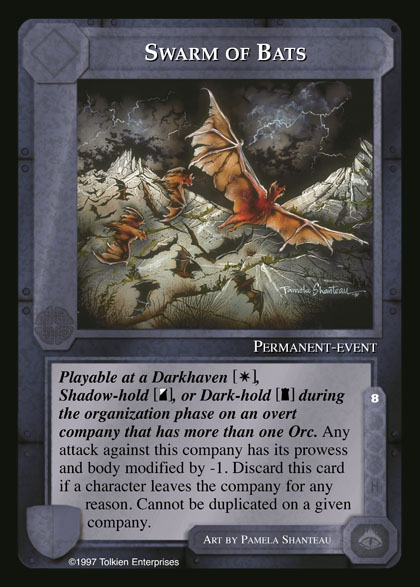 Swarm of Bats
Pamela Shanteau
Permanent-event
Playable at a Darkhaven [✶],
Shadow-hold [◪], or Dark-hold [♜] during
the organization phase on an overt
company that has more than one Orc. Any
attack against this company has its prowess
and body modified by -1. Discard this card
if a character leaves the company for any
reason. Cannot be duplicated on a given
company.
8
H
Art by Pamela Shanteau
©1997 Tolkien Enterprises